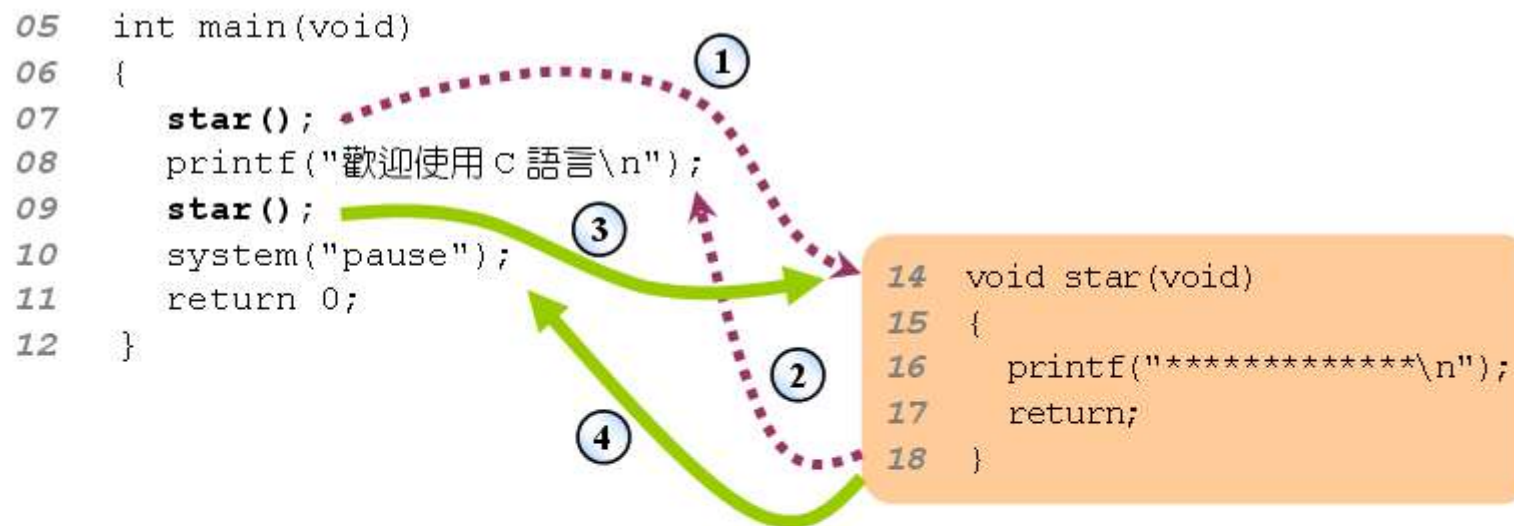 05 int main(void)
06 {
07 star();
08 printf("歡迎使用 C 語言\n");
09 star();
10 system("pause");
11 return 0;
12 }
1
2
3
4
14 void star(void)
15 {
16 printf("*************\n");
17 return;
18 }